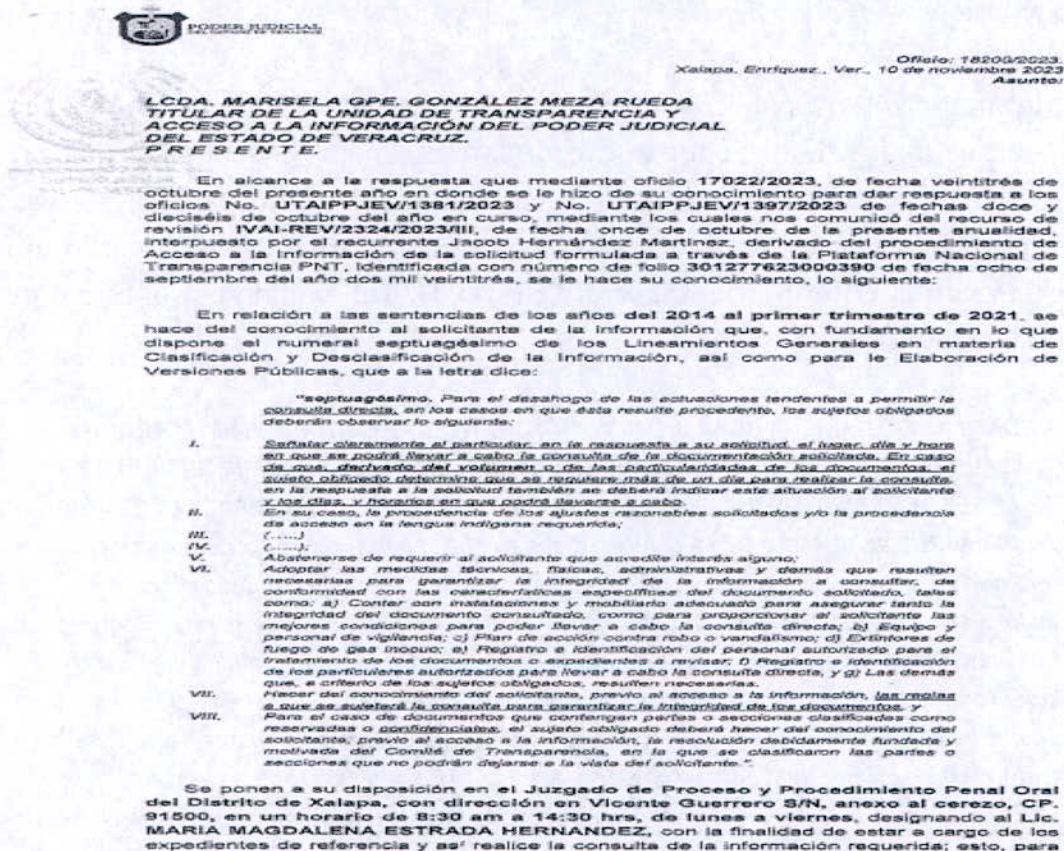 PODER JUDICIAL
Oficio: 18200/2023.
Xalapa, Enríquez., Ver., 10 de noviembre 2023
Asunto:
LCDA. MARISELA GPE. GONZÁLEZ MEZA RUEDA
TITULAR DE LA UNIDAD DE TRANSPARENCIA Y
ACCESO A LA INFORMACIÓN DEL PODER JUDICIAL
DEL ESTADO DE VERACRUZ.
P R E S E N T E.
En alcance a la respuesta que mediante oficio 17022/2023, de fecha veintitrés de
octubre del presente año en donde se le hizo de su conocimiento para dar respuesta a los
oficios No. UTAIPPJEV/1381/2023 y No. UTAIPPJEV/1397/2023 de fechas doce y
dieciséis de octubre del año en curso, mediante los cuales nos comunicó del recurso de
revisión IVAI-REV/2324/2023/III, de fecha once de octubre de la presente anualidad,
interpuesto por el recurrente Jacob Hernández Martínez, derivado del procedimiento de
Acceso a la Información de la solicitud formulada a través de la Plataforma Nacional de
Transparencia PNT, identificada con número de folio 301277623000390 de fecha ocho de
septiembre del año dos mil veintitrés, se le hace su conocimiento, lo siguiente:
En relación a las sentencias de los años del 2014 al primer trimestre de 2021, se
hace del conocimiento al solicitante de la información que, con fundamento en lo que
dispone el numeral septuagésimo de los Lineamientos Generales en materia de
Clasificación y Desclasificación de la Información, así como para le Elaboración de
Versiones Públicas, que a la letra dice:
"septuagésimo. Para el desahogo de las actuaciones tendentes a permitir la
consulta directa, en los casos en que ésta resulte procedente, los sujetos obligados
deberán observar lo siguiente:
I. Señalar claramente al particular, en la respuesta a su solicitud, el lugar, día y hora
en que se podrá llevar a cabo la consulta de la documentación solicitada. En caso
de que, derivado del volumen o de las particularidades de los documentos, el
sujeto obligado determine que se requiere más de un día para realizar la consulta,
en la respuesta a la solicitud también se deberá indicar esta situación al solicitante
y los días, y horarios en que podrá llevarse a cabo.
II. En su caso, la procedencia de los ajustes razonables solicitados y/o la procedencia
de acceso en la lengua indígena requerida;
III. (......)
IV. (......);
V. Abstenerse de requerir al solicitante que acredite interés alguno;
VI. Adoptar las medidas técnicas, físicas, administrativas y demás que resulten
necesarias para garantizar la integridad de la información a consultar, de
conformidad con las características específicas del documento solicitado, tales
como: a) Contar con instalaciones y mobiliario adecuado para asegurar tanto la
integridad del documento consultado, como para proporcionar al solicitante las
mejores condiciones para poder llevar a cabo la consulta directa; b) Equipo y
personal de vigilancia; c) Plan de acción contra robo o vandalismo; d) Extintores de
fuego de gas inocuo; e) Registro e identificación del personal autorizado para el
tratamiento de los documentos o expedientes a revisar; f) Registro e identificación
de los particulares autorizados para llevar a cabo la consulta directa, y g) Las demás
que, a criterio de los sujetos obligados, resulten necesarias.
VII. Hacer del conocimiento del solicitante, previo al acceso a la información, las reglas
a que se sujetará la consulta para garantizar la integridad de los documentos, y
VIII. Para el caso de documentos que contengan partes o secciones clasificadas como
reservadas o confidenciales, el sujeto obligado deberá hacer del conocimiento del
solicitante, previo al acceso a la información, la resolución debidamente fundada y
motivada del Comité de Transparencia, en la que se clasificaron las partes o
secciones que no podrán dejarse a la vista del solicitante.".
Se ponen a su disposición en el Juzgado de Proceso y Procedimiento Penal Oral
del Distrito de Xalapa, con dirección en Vicente Guerrero S/N, anexo al cerezo, CP-
91500, en un horario de 8:30 am a 14:30 hrs, de lunes a viernes, designando al Lic.
MARIA MAGDALENA ESTRADA HERNANDEZ, con la finalidad de estar a cargo de los
expedientes de referencia y as' realice la consulta de la información requerida; esto, para